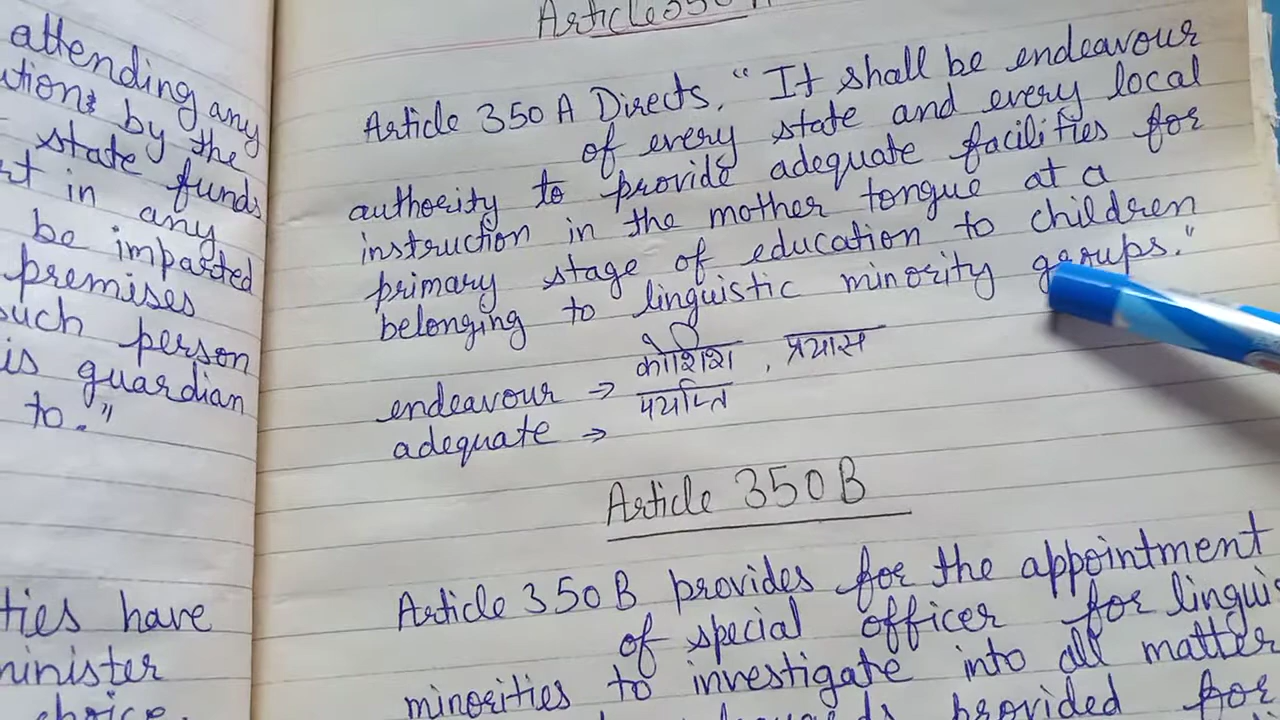 attending any
by the
state funds
in any
be imparted
premises
such person
is guardian
to."
ties have
minister
choice.
Article 350 A
Article 350 A Directs. "It shall be endeavour
of every state and every local
authority to provide adequate facilities for
instruction in the mother tongue at a
primary stage of education to children
belonging to linguistic minority groups."
endeavour → कोशिश, प्रयास
adequate → पर्याप्त
Article 350 B
Article 350 B provides for the appointment
of special officer for linguis
minorities to investigate into all matter
provided for